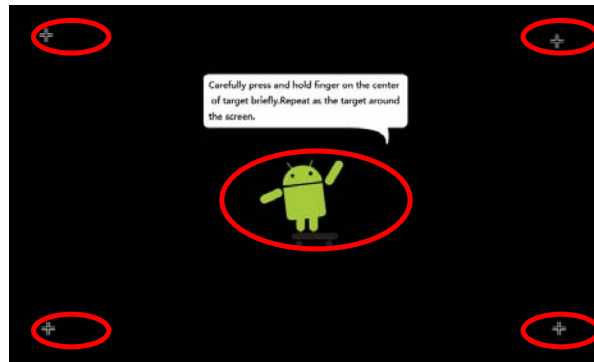 Carefully press and hold finger on the center
of target briefly.Repeat as the target around
the screen.